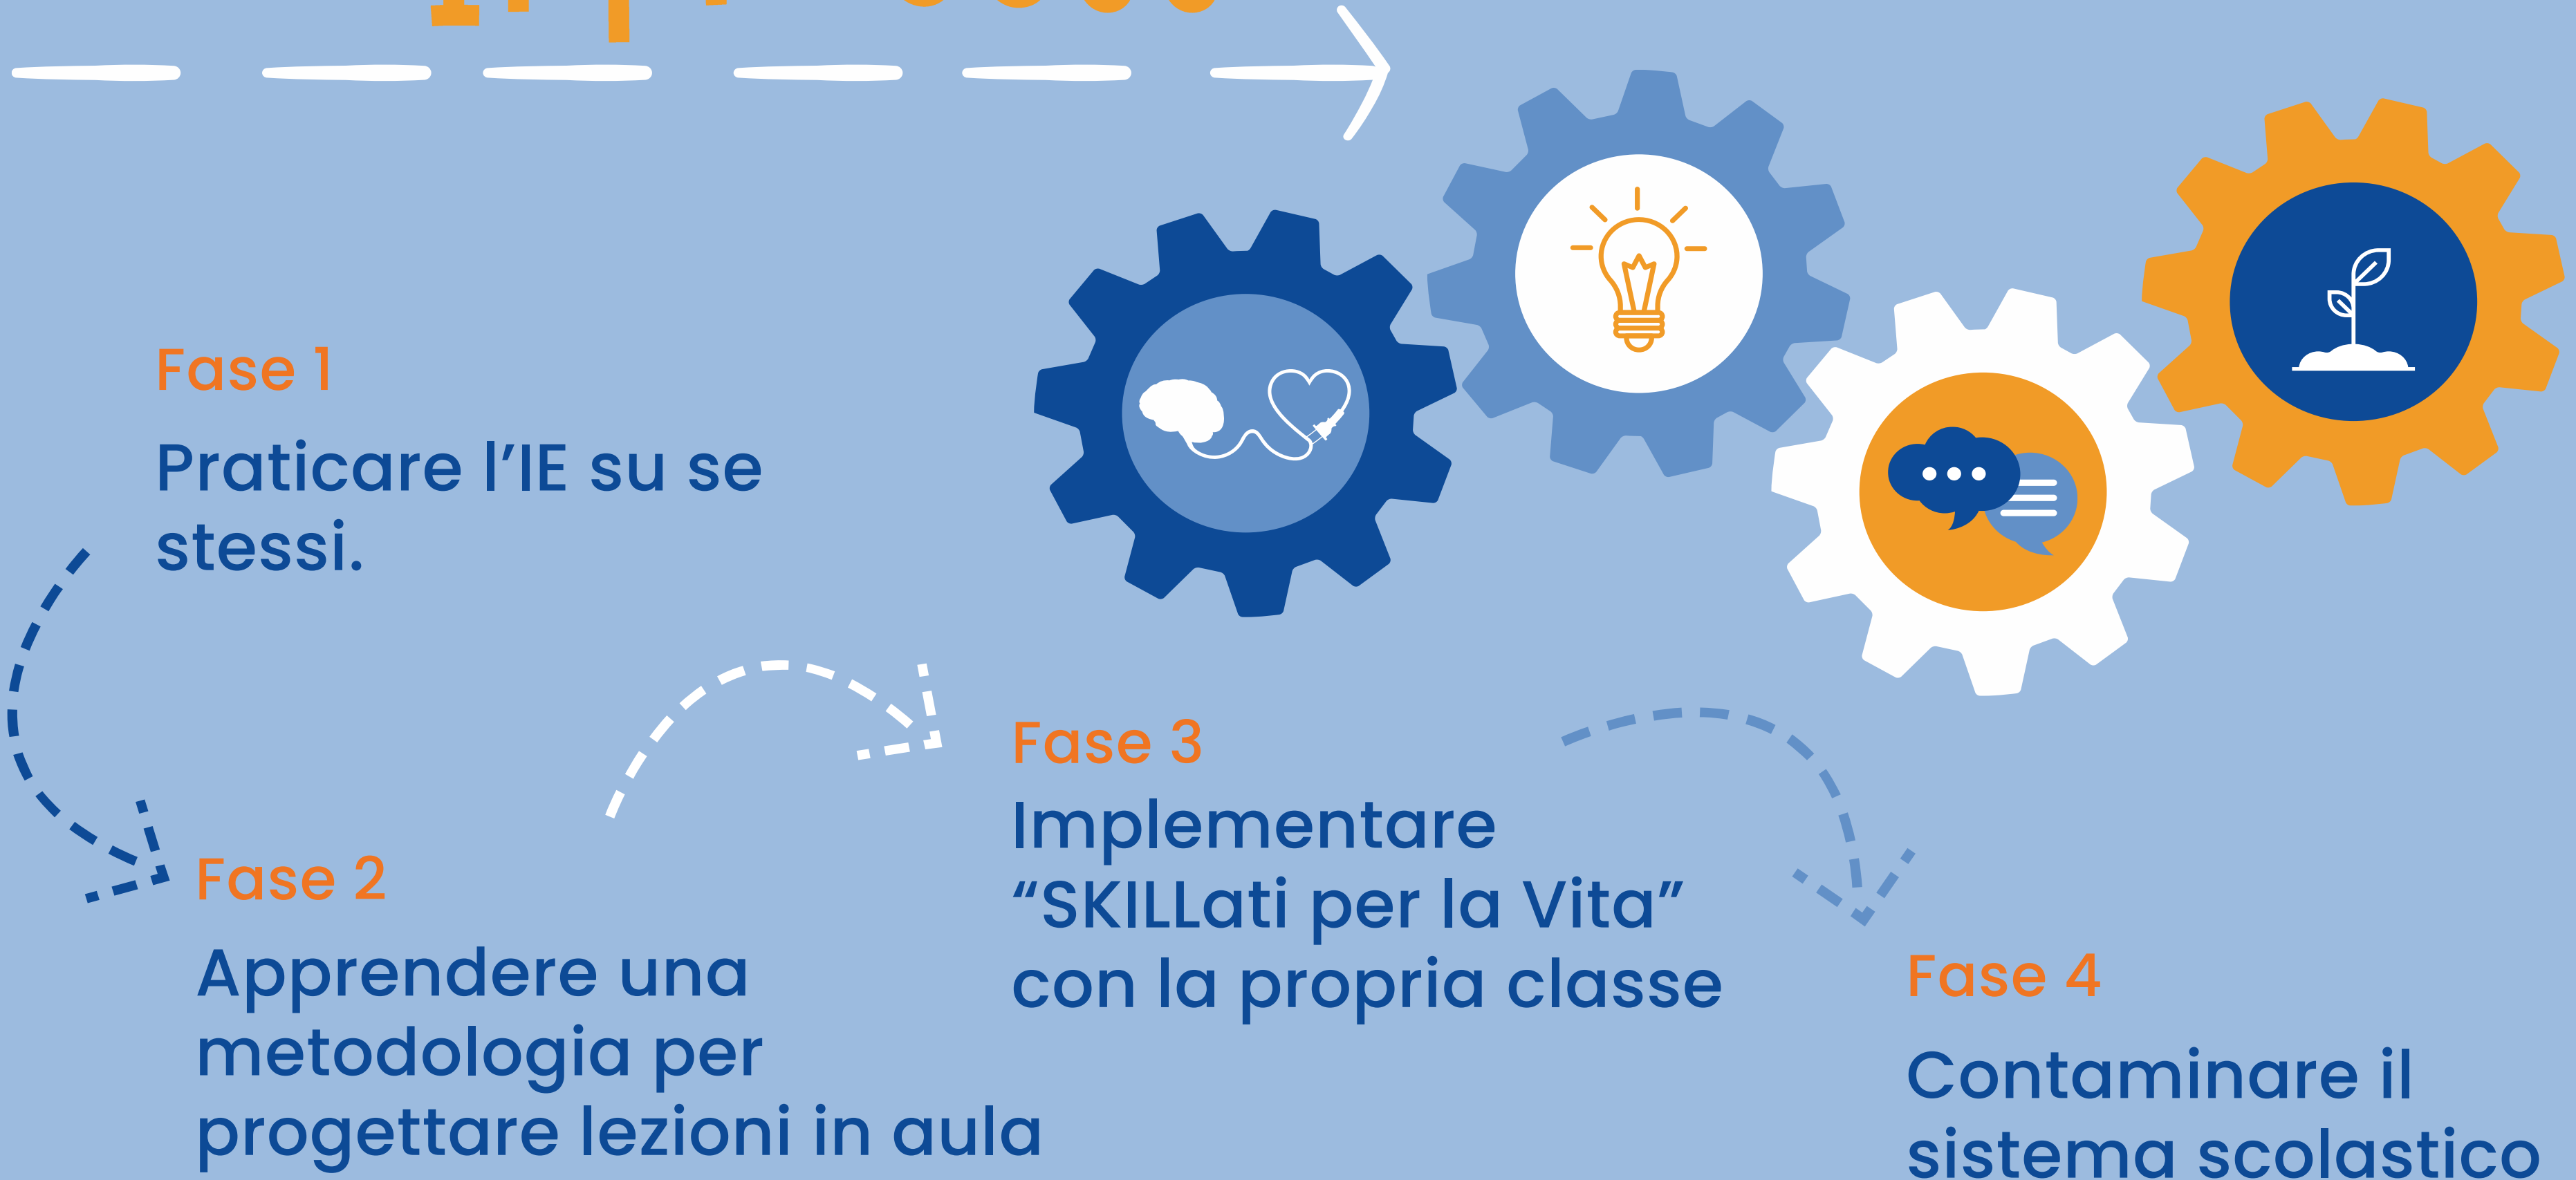 Fase 1
Praticare l’IE su se
stessi.
Fase 2
Apprendere una
metodologia per
progettare lezioni in aula
Fase 3
Implementare
“SKILLati per la Vita”
con la propria classe
Fase 4
Contaminare il
sistema scolastico